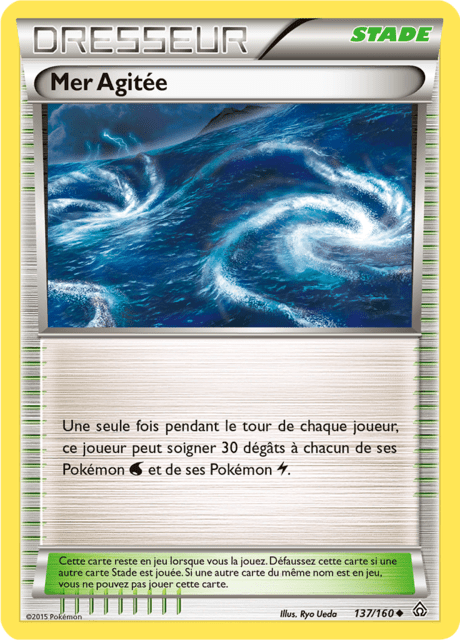 DRESSEUR
STADE
Mer Agitée
Une seule fois pendant le tour de chaque joueur,
ce joueur peut soigner 30 dégâts à chacun de ses
Pokémon et de ses Pokémon .
Cette carte reste en jeu lorsque vous la jouez. Défaussez cette carte si une
autre carte Stade est jouée. Si une autre carte du même nom est en jeu,
vous ne pouvez pas jouer cette carte.
©2015 Pokémon
Illus. Ryo Ueda
137/160